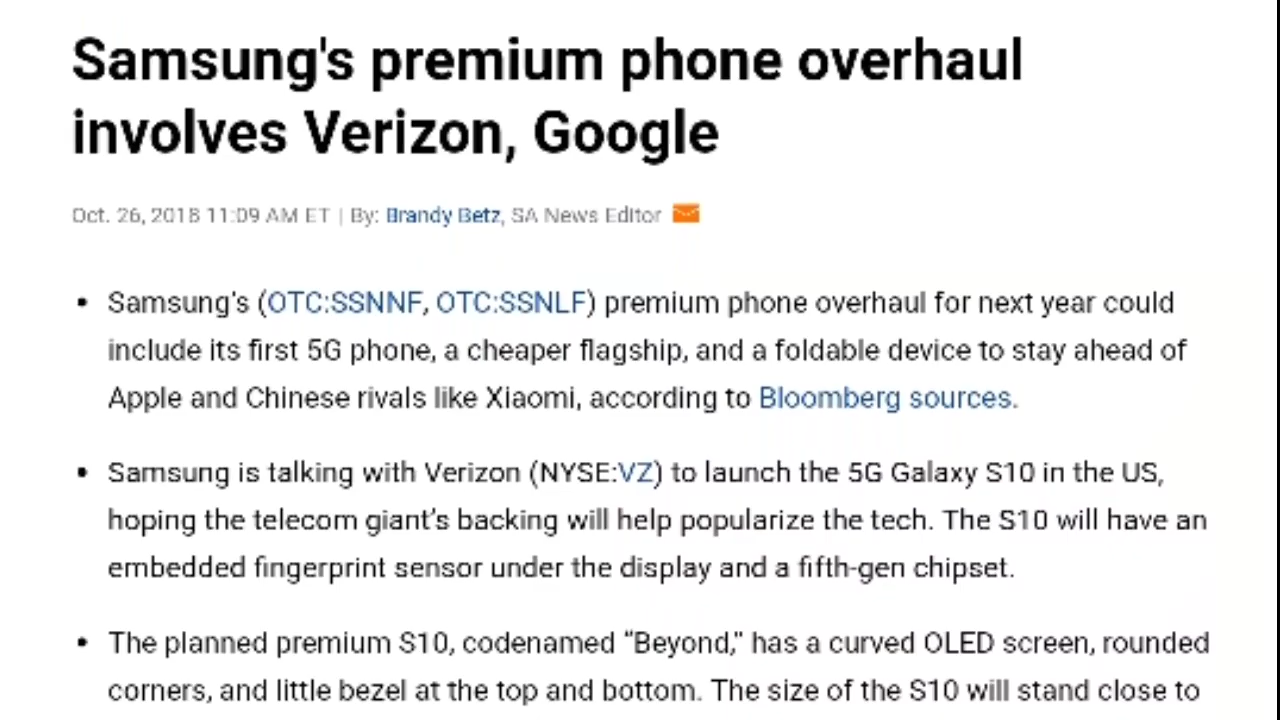 Samsung's premium phone overhaul
involves Verizon, Google
Oct. 26, 2018 11:09 AM ET | By: Brandy Betz, SA News Editor
• Samsung's (OTC:SSNNF, OTC:SSNLF) premium phone overhaul for next year could
include its first 5G phone, a cheaper flagship, and a foldable device to stay ahead of
Apple and Chinese rivals like Xiaomi, according to Bloomberg sources.
• Samsung is talking with Verizon (NYSE:VZ) to launch the 5G Galaxy S10 in the US,
hoping the telecom giant’s backing will help popularize the tech. The S10 will have an
embedded fingerprint sensor under the display and a fifth-gen chipset.
• The planned premium S10, codenamed “Beyond,” has a curved OLED screen, rounded
corners, and little bezel at the top and bottom. The size of the S10 will stand close to